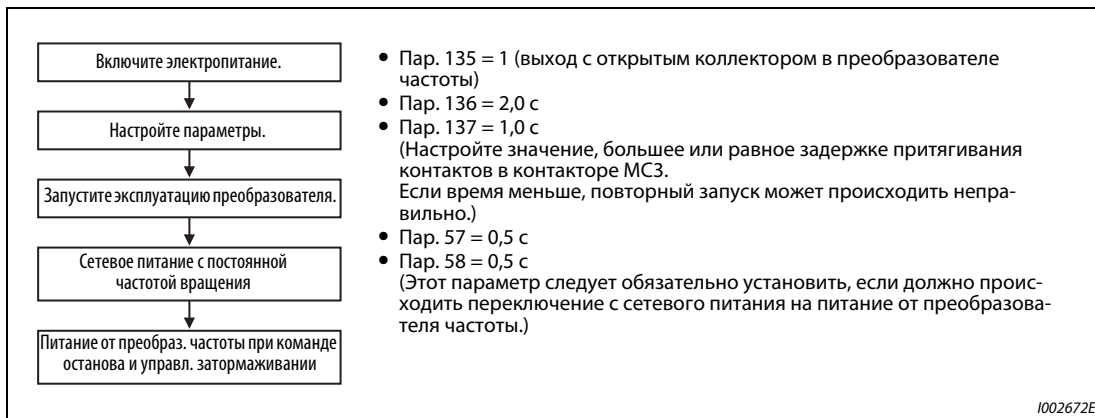 Включите электропитание.
Настройте параметры.
Запустите эксплуатацию преобразователя.
Сетевое питание с постоянной
частотой вращения
Питание от преобраз. частоты при команде
останова и управл. затормаживании
● Пар. 135 = 1 (выход с открытым коллектором в преобразователе
частоты)
● Пар. 136 = 2,0 с
● Пар. 137 = 1,0 с
(Настройте значение, большее или равное задержке притягивания
контактов в контакторе MC3.
Если время меньше, повторный запуск может происходить непра-
вильно.)
● Пар. 57 = 0,5 с
● Пар. 58 = 0,5 с
(Этот параметр следует обязательно установить, если должно проис-
ходить переключение с сетевого питания на питание от преобразова-
теля частоты.)
I002672E